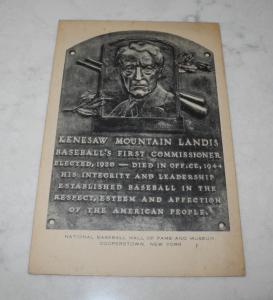 KENESAW MOUNTAIN LANDIS
BASEBALL'S FIRST COMMISSIONER
ELECTED, 1920 — DIED IN OFFICE, 1944
HIS INTEGRITY AND LEADERSHIP
ESTABLISHED BASEBALL IN THE
RESPECT, ESTEEM AND AFFECTION
OF THE AMERICAN PEOPLE.
NATIONAL BASEBALL HALL OF FAME AND MUSEUM
COOPERSTOWN, NEW YORK